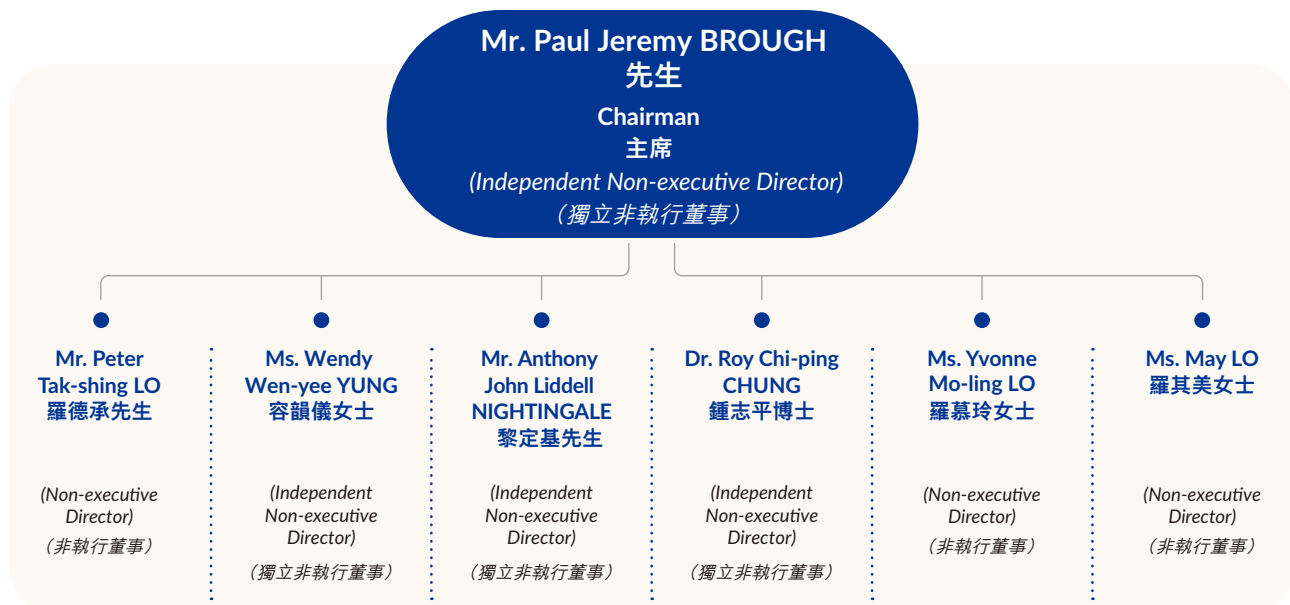 Mr. Paul Jeremy BROUGH
先生
Chairman
主席
(Independent Non-executive Director)
（獨立非執行董事）
Mr. Peter
Tak-shing LO
羅德承先生
(Non-executive
Director)
（非執行董事）
Ms. Wendy
Wen-yee YUNG
容韻儀女士
(Independent
Non-executive
Director)
（獨立非執行董事）
Mr. Anthony
John Liddell
NIGHTINGALE
黎定基先生
(Independent
Non-executive
Director)
（獨立非執行董事）
Dr. Roy Chi-ping
CHUNG
鍾志平博士
(Independent
Non-executive
Director)
（獨立非執行董事）
Ms. Yvonne
Mo-ling LO
羅慕玲女士
(Non-executive
Director)
（非執行董事）
Ms. May LO
羅其美女士
(Non-executive
Director)
（非執行董事）